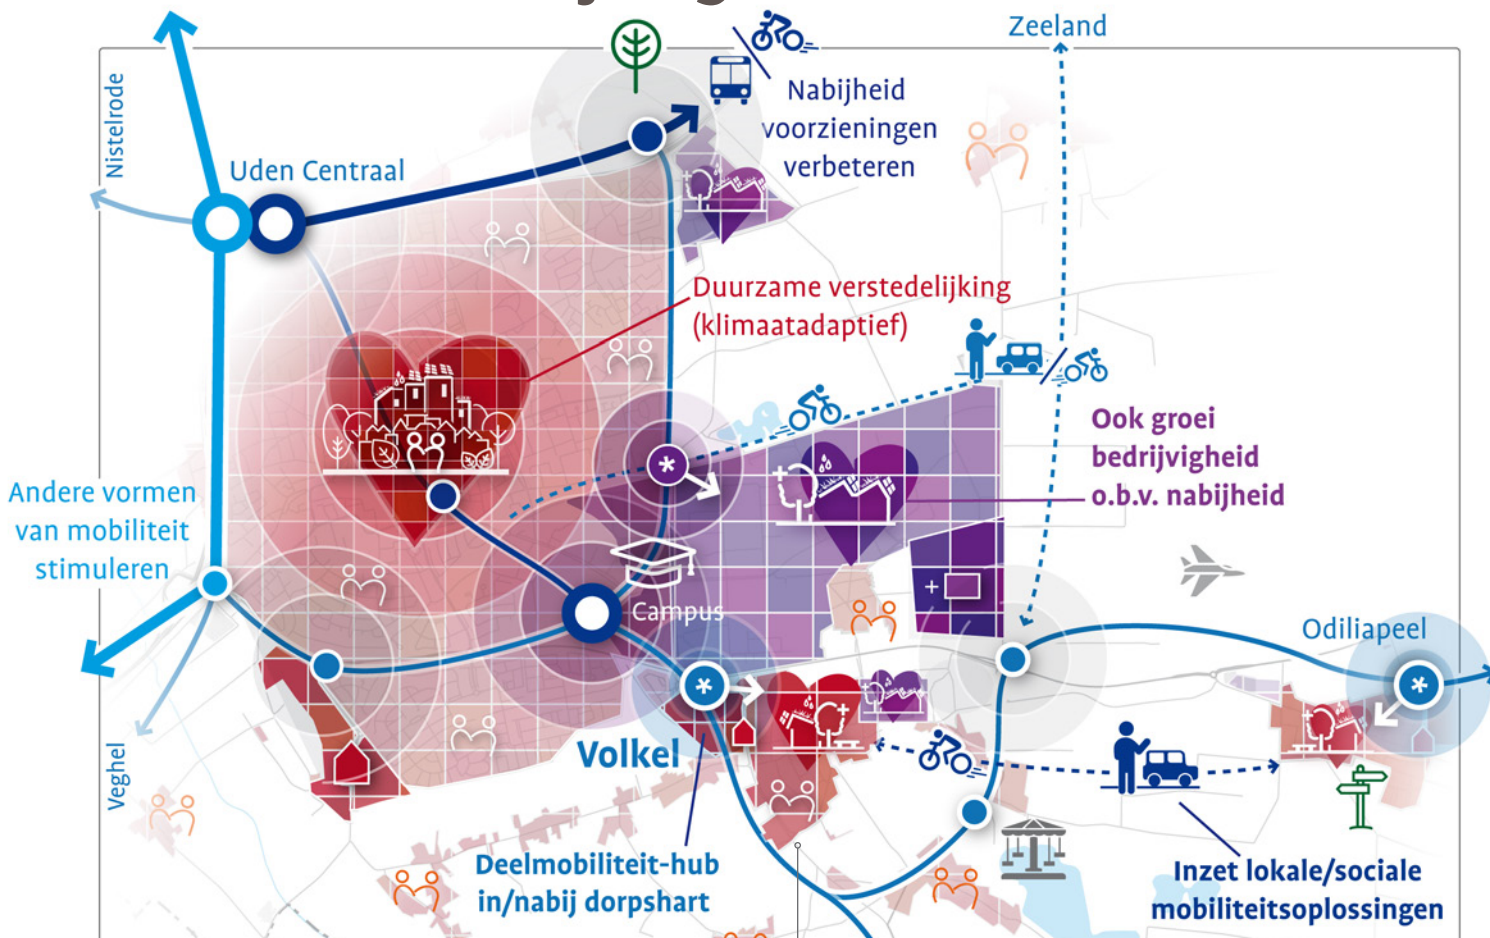 Zeeland
Nistelrode
Nabijheid
voorzieningen
verbeteren
Uden Centraal
Duurzame verstedelijking
(klimaatadaptief)
Ook groei
bedrijvigheid
o.b.v. nabijheid
Andere vormen
van mobiliteit
stimuleren
Campus
Odiliapeel
Volkel
Veghel
Deelmobiliteit-hub
in/nabij dorpshart
Inzet lokale/sociale
mobiliteitsoplossingen